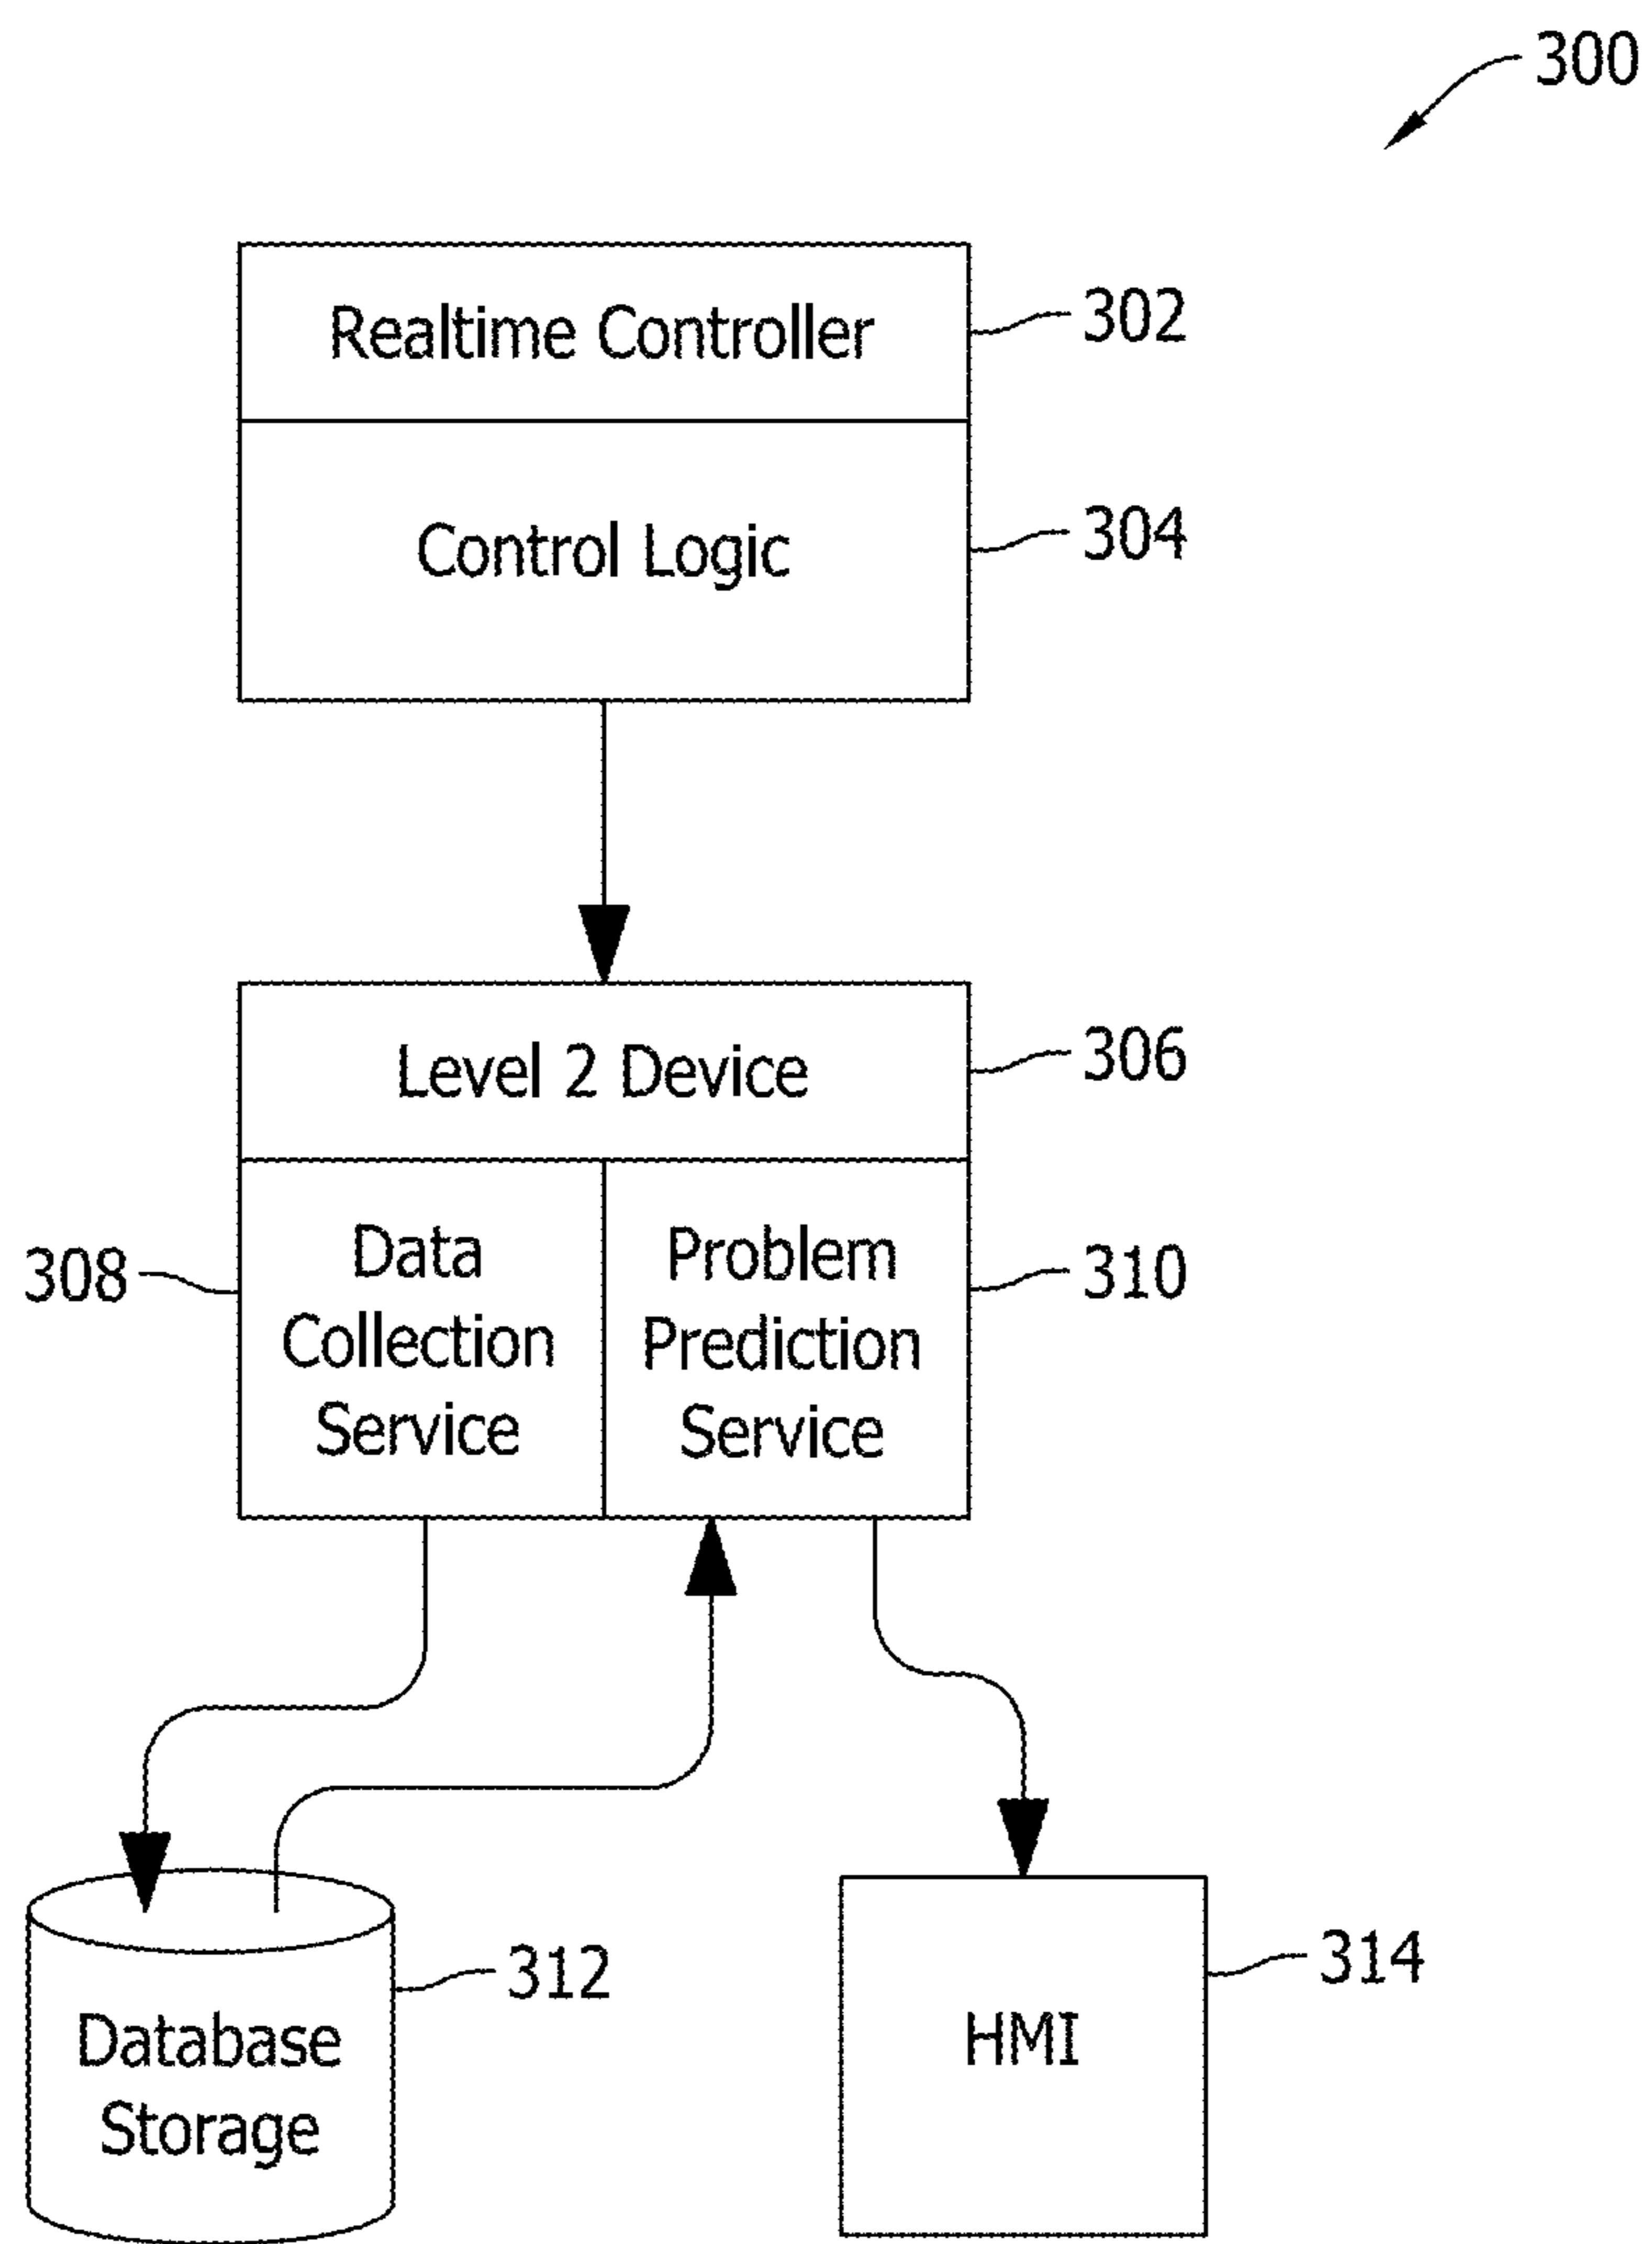 300
Realtime Controller
302
Control Logic
304
Level 2 Device
306
308
Data
Collection
Service
Problem
Prediction
Service
310
Database
Storage
312
HMI
314